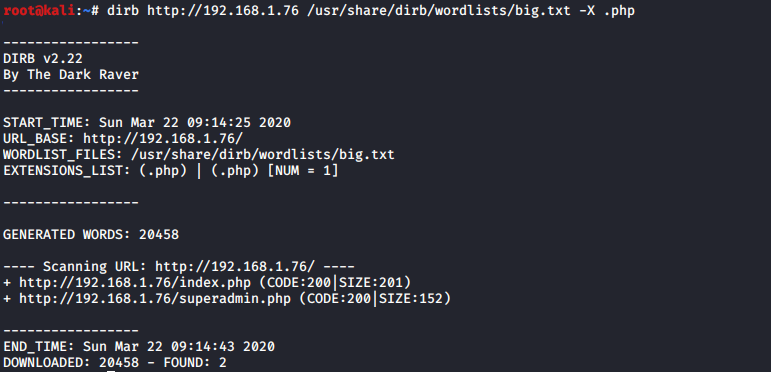 root@kali:~# dirb http://192.168.1.76 /usr/share/dirb/wordlists/big.txt -X .php
-----------------
DIRB v2.22
By The Dark Raver
-----------------
START_TIME: Sun Mar 22 09:14:25 2020
URL_BASE: http://192.168.1.76/
WORDLIST_FILES: /usr/share/dirb/wordlists/big.txt
EXTENSIONS_LIST: (.php) | (.php) [NUM = 1]
-----------------
GENERATED WORDS: 20458
---- Scanning URL: http://192.168.1.76/ ----
+ http://192.168.1.76/index.php (CODE:200|SIZE:201)
+ http://192.168.1.76/superadmin.php (CODE:200|SIZE:152)
-----------------
END_TIME: Sun Mar 22 09:14:43 2020
DOWNLOADED: 20458 - FOUND: 2